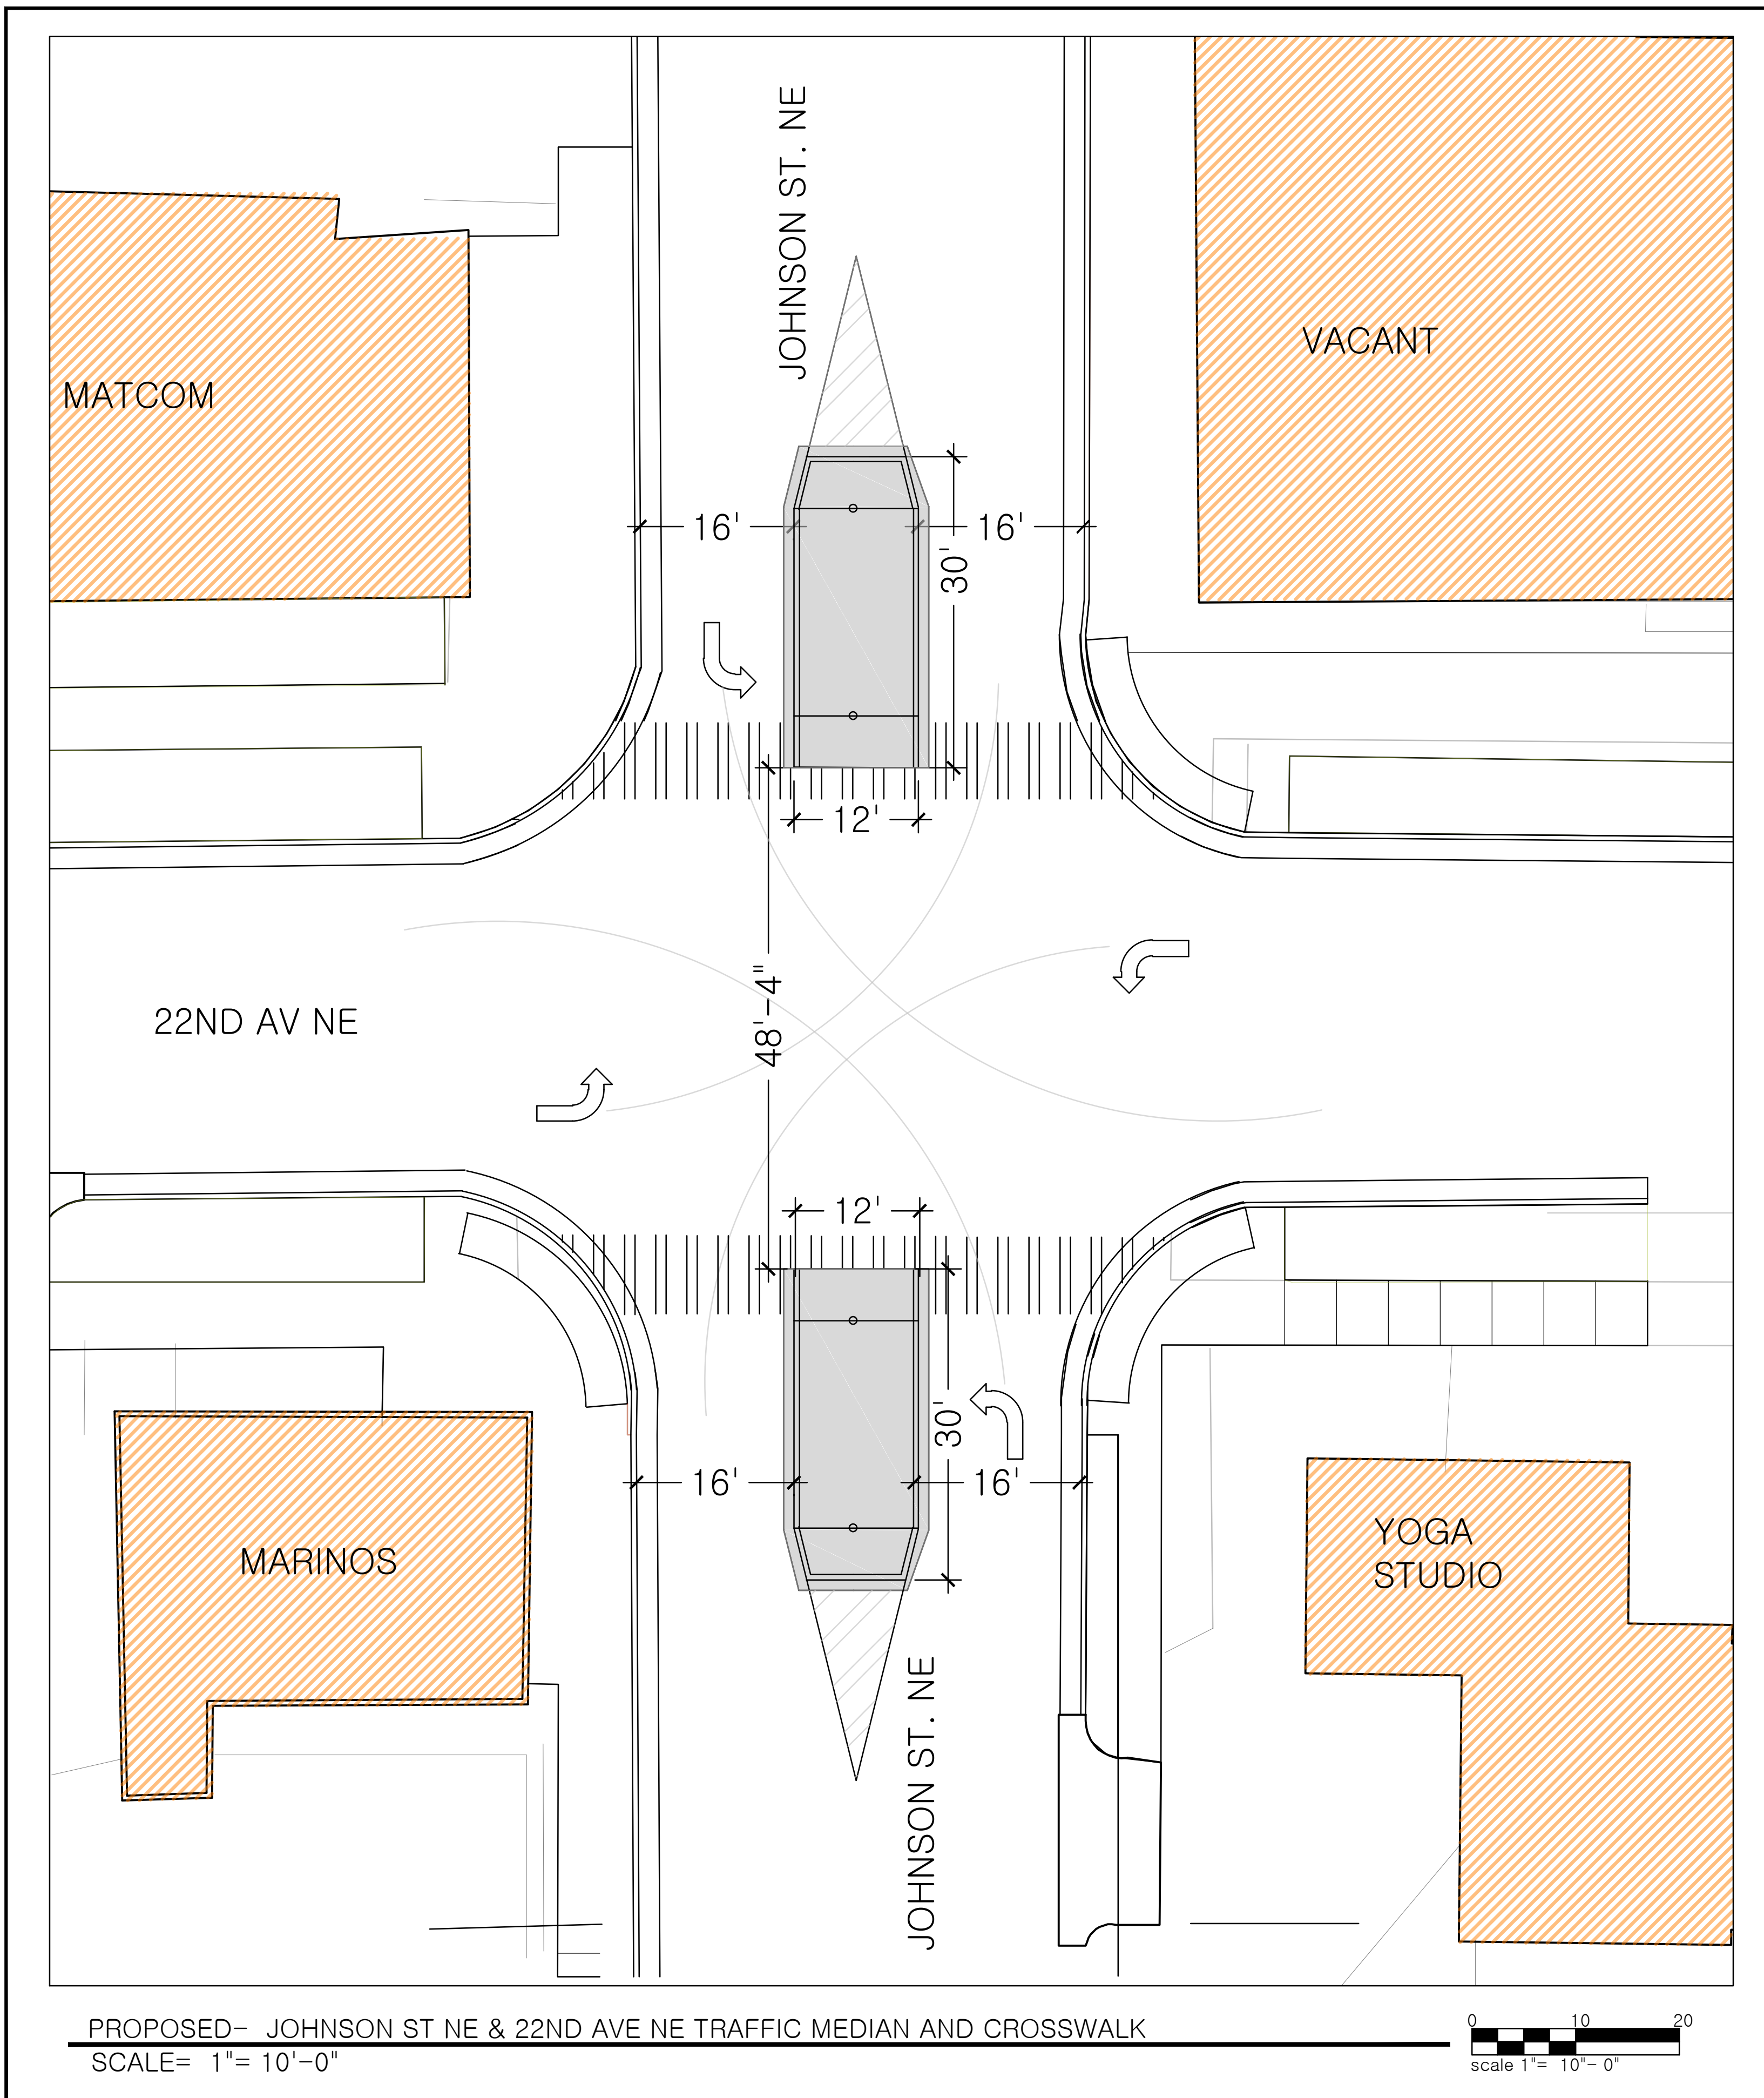 JOHNSON ST. NE
VACANT
MATCOM
16'
16'
30'
12'
48'-4"
22ND AV NE
12'
30'
16'
16'
YOGA
STUDIO
MARINOS
JOHNSON ST. NE
PROPOSED- JOHNSON ST NE & 22ND AVE NE TRAFFIC MEDIAN AND CROSSWALK
SCALE= 1"= 10'-0"
0 10 20
scale 1"= 10"- 0"